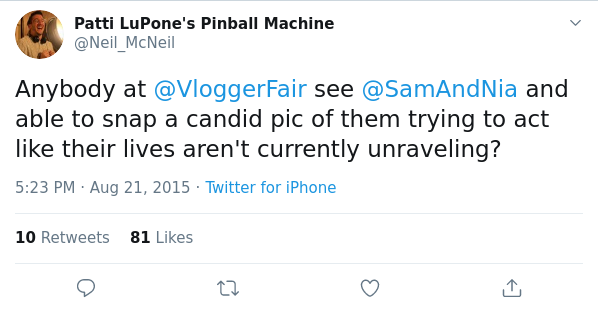 Patti LuPone's Pinball Machine
@Neil_McNeil
Anybody at @VloggerFair see @SamAndNia and
able to snap a candid pic of them trying to act
like their lives aren't currently unraveling?
5:23 PM · Aug 21, 2015 · Twitter for iPhone
10 Retweets 81 Likes